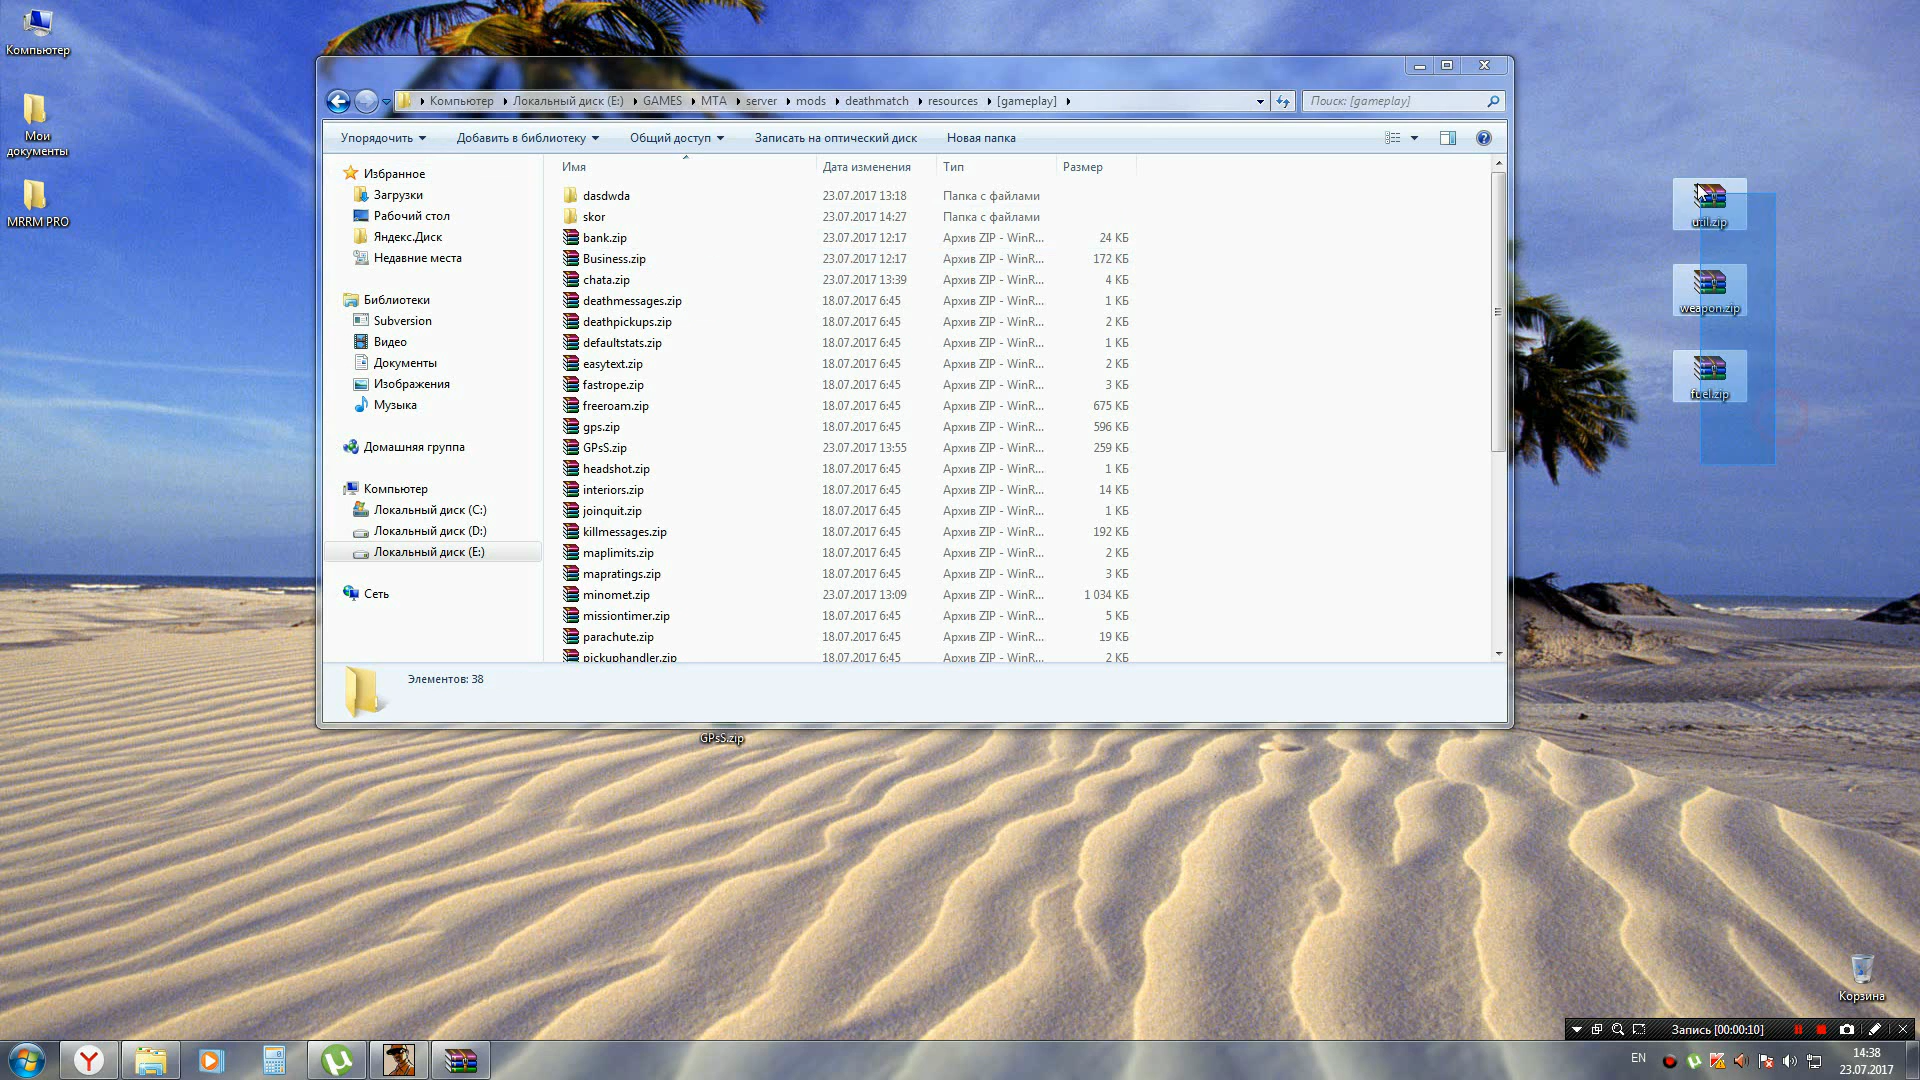 Компьютер
Мои документы
MRRM PRO
Компьютер Локальный диск (E:) GAMES MTA server mods deathmatch resources [gameplay]
Поиск: [gameplay]
Упорядочить Добавить в библиотеку Общий доступ Записать на оптический диск Новая папка
Избранное
Загрузки
Рабочий стол
Яндекс.Диск
Недавние места
Библиотеки
Subversion
Видео
Документы
Изображения
Музыка
Домашняя группа
Компьютер
Локальный диск (C:)
Локальный диск (D:)
Локальный диск (E:)
Сеть
Имя Дата изменения Тип Размер
dasdwda 23.07.2017 13:18 Папка с файлами
skor 23.07.2017 14:27 Папка с файлами
bank.zip 23.07.2017 12:17 Архив ZIP - WinR... 24 КБ
Business.zip 23.07.2017 12:17 Архив ZIP - WinR... 172 КБ
chata.zip 23.07.2017 13:39 Архив ZIP - WinR... 4 КБ
deathmessages.zip 18.07.2017 6:45 Архив ZIP - WinR... 1 КБ
deathpickups.zip 18.07.2017 6:45 Архив ZIP - WinR... 2 КБ
defaultstats.zip 18.07.2017 6:45 Архив ZIP - WinR... 1 КБ
easytext.zip 18.07.2017 6:45 Архив ZIP - WinR... 2 КБ
fastrope.zip 18.07.2017 6:45 Архив ZIP - WinR... 3 КБ
freeroam.zip 18.07.2017 6:45 Архив ZIP - WinR... 675 КБ
gps.zip 18.07.2017 6:45 Архив ZIP - WinR... 596 КБ
GPsS.zip 23.07.2017 13:55 Архив ZIP - WinR... 259 КБ
headshot.zip 18.07.2017 6:45 Архив ZIP - WinR... 1 КБ
interiors.zip 18.07.2017 6:45 Архив ZIP - WinR... 14 КБ
joinquit.zip 18.07.2017 6:45 Архив ZIP - WinR... 1 КБ
killmessages.zip 18.07.2017 6:45 Архив ZIP - WinR... 192 КБ
maplimits.zip 18.07.2017 6:45 Архив ZIP - WinR... 2 КБ
mapratings.zip 18.07.2017 6:45 Архив ZIP - WinR... 3 КБ
minomet.zip 23.07.2017 13:09 Архив ZIP - WinR... 1 034 КБ
missiontimer.zip 18.07.2017 6:45 Архив ZIP - WinR... 5 КБ
parachute.zip 18.07.2017 6:45 Архив ZIP - WinR... 19 КБ
pickuphandler.zip 18.07.2017 6:45 Архив ZIP - WinR... 2 КБ
Элементов: 38
GPsS.zip
util.zip
weapon.zip
fuel.zip
Корзина
Запись [00:00:10]
EN
14:38
23.07.2017